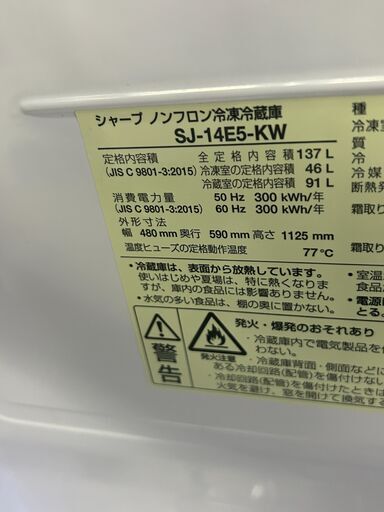 シャープ ノンフロン冷凍冷蔵庫
SJ-14E5-KW
定格内容積 全定格内容積 137 L
(JIS C 9801-3:2015) 冷凍室の定格内容積 46 L
冷蔵室の定格内容積 91 L
消費電力量 50 Hz 300 kWh/年
(JIS C 9801-3:2015) 60 Hz 300 kWh/年
外形寸法
幅 480 mm 奥行 590 mm 高さ 1125 mm
温度ヒューズの定格動作温度 77℃
・冷蔵庫は、表面から放熱しています。
使いはじめや夏場は、特に熱くなりま
すが、庫内の食品には影響ありません。
・水気の多い食品は、棚の奥に置かない。
種
冷凍
質
冷
冷媒
断熱発
霜取り
・室温
食品
・電源
とる。
霜取り
警告
発火注意
発火・爆発のおそれあり
・冷蔵庫内で電気製品を使
わない。
・冷蔵庫背面・側面などに
ある冷却回路(配管)を傷付けない
・冷却回路(配管)を傷付けたときは
火気を避け、窓を開けて換気